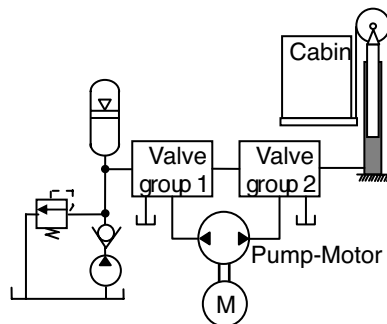 Cabin
Valve
group 1
Valve
group 2
Pump-Motor
M